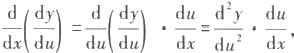 d/dx(dy/du) = d/du(dy/du) · du/dx = d²y/du² · du/dx,